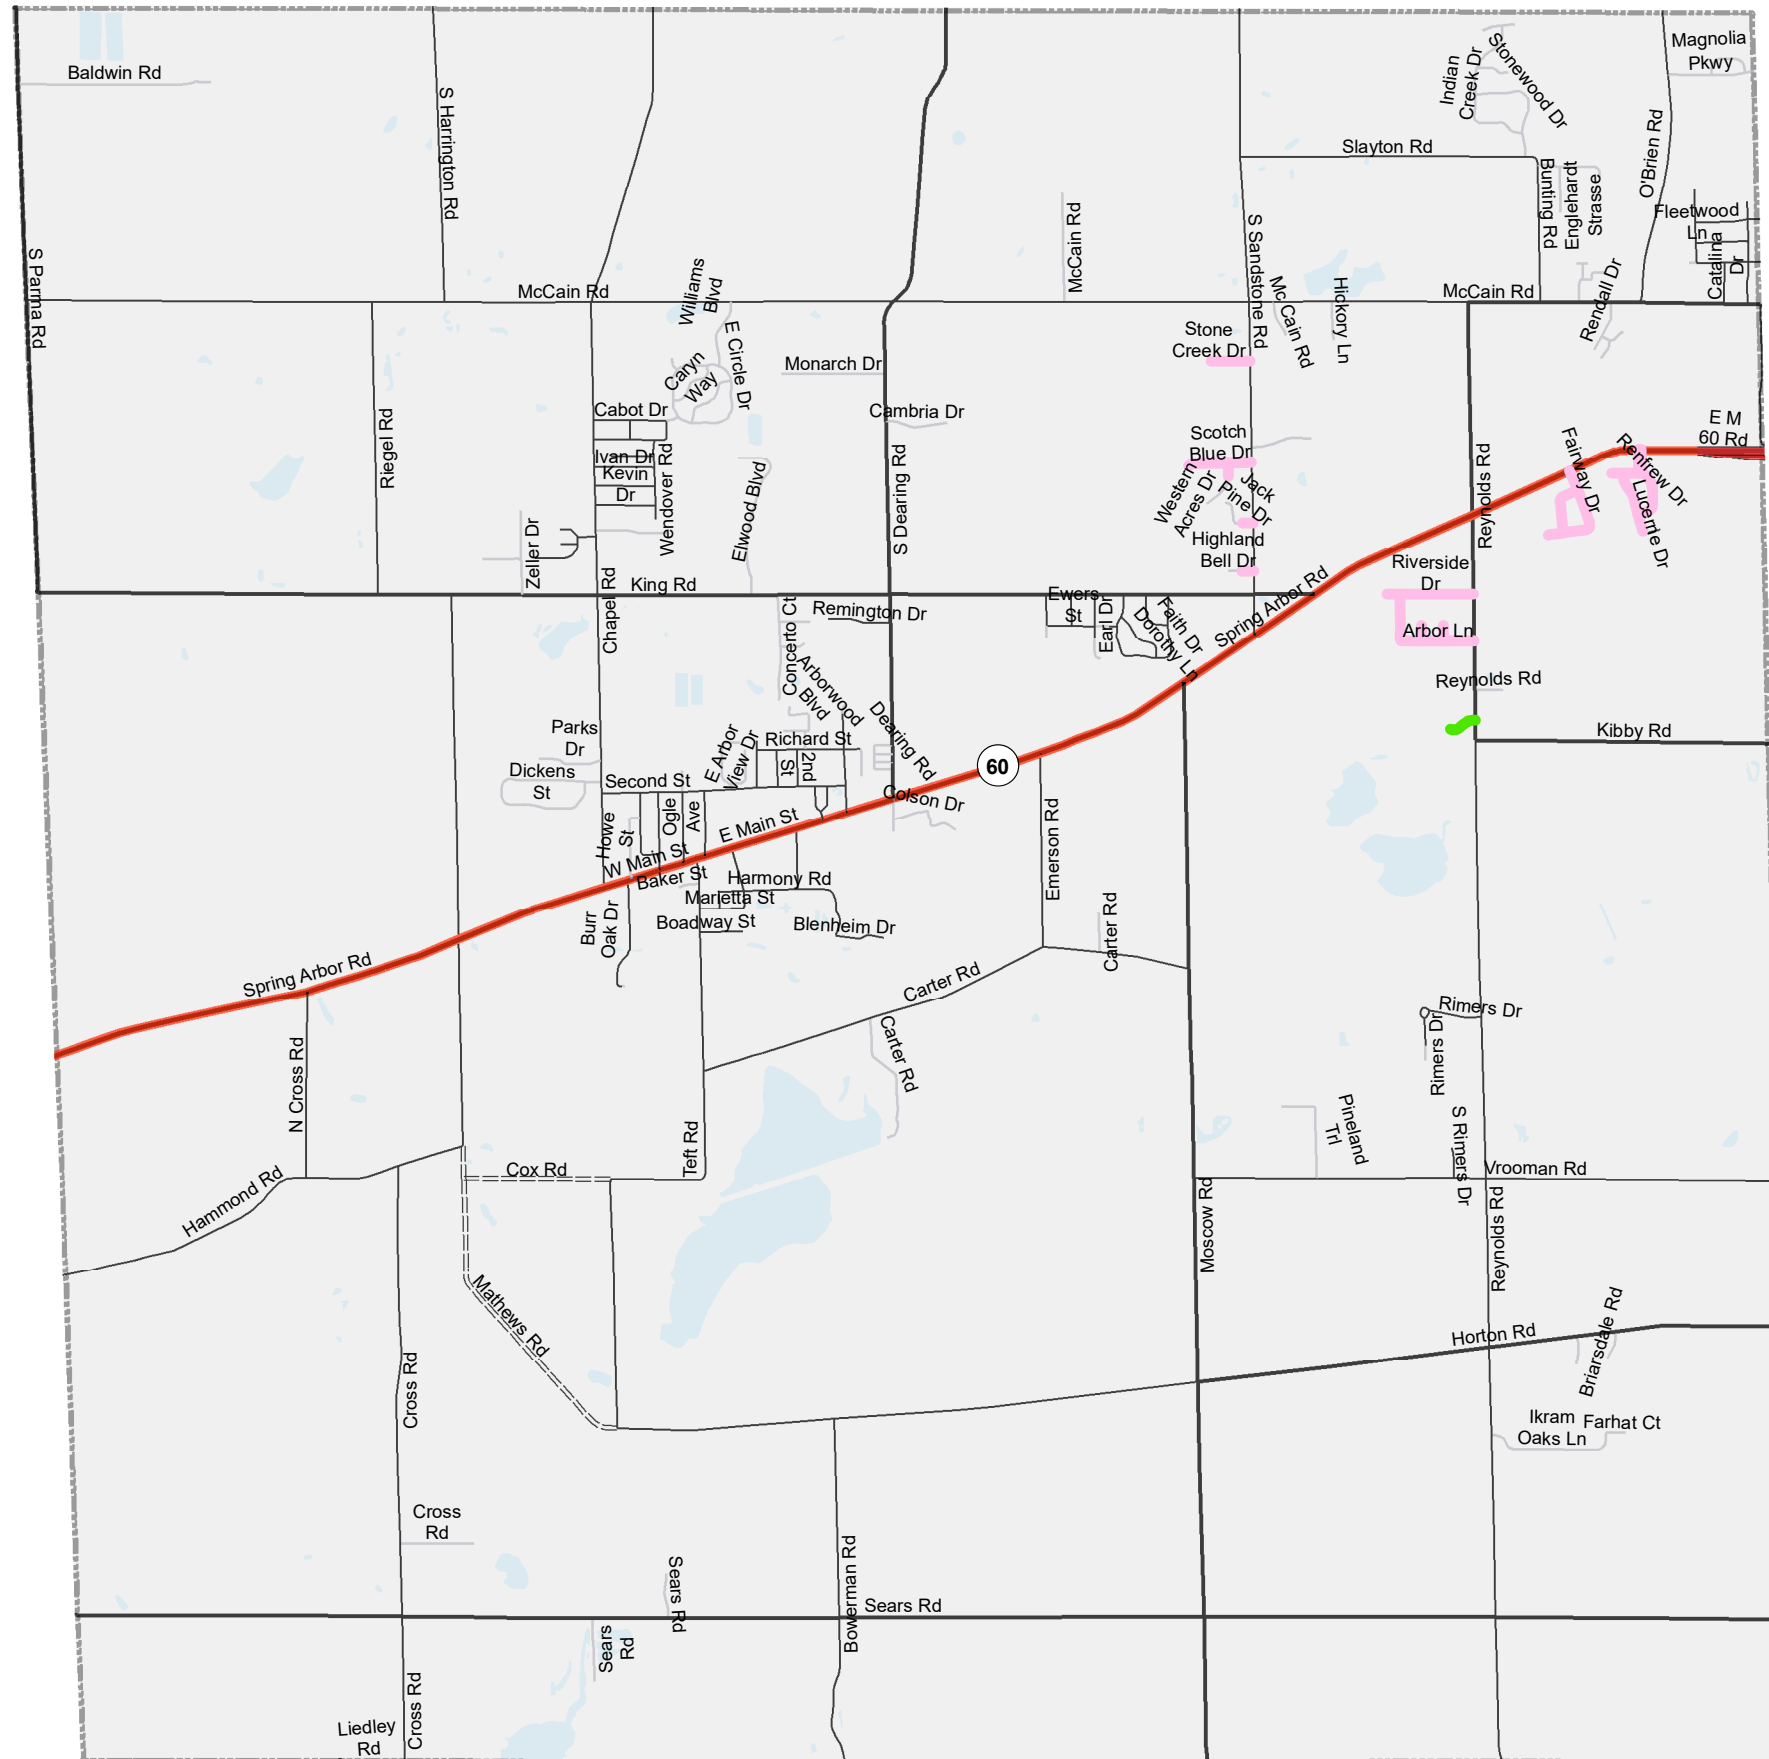 Magnolia
Pkwy
Baldwin Rd
Indian
Creek Dr
Stonewood Dr
S Harrington Rd
O'Brien Rd
Slayton Rd
Bunting Rd
Englehardt
Strasse
Fleetwood
Ln
Catalina
Dr
McCain Rd
S Sandstone Rd
S Parma Rd
Williams
Blvd
McCain Rd
McCain Rd
Hickory Ln
McCain Rd
Rendall Dr
Stone
Creek Dr
E Circle Dr
Caryn
Way
Monarch Dr
Cabot Dr
Cambria Dr
Riegel Rd
E M
60 Rd
Scotch
Blue Dr
Ivan Dr
Kevin
Dr
Wendover Rd
Elwood Blvd
S Dearing Rd
Western
Acres Dr
Jack
Pine Dr
Reynolds Rd
Fairway Dr
Renfrew Dr
Lucerne Dr
Zeller Dr
Highland
Bell Dr
Riverside
Dr
King Rd
Chapel Rd
Concerto Ct
Remington Dr
Ewers
St
Earl Dr
Faith Dr
Dorothy Ln
Spring Arbor Rd
Arbor Ln
Arborwood
Blvd
Reynolds Rd
Dearing Rd
Kibby Rd
Parks
Dr
E Arbor
View Dr
Richard St
2nd
St
60
Dickens
St
Second St
Colson Dr
Howe
St
Ogle
Ave
E Main St
W Main St
Baker St
Emerson Rd
Harmony Rd
Marietta St
Burr
Oak Dr
Boadway St
Blenheim Dr
Carter Rd
Spring Arbor Rd
Carter Rd
Rimers Dr
Rimers Dr
Carter Rd
N Cross Rd
Pineland
Trl
S Rimers Dr
Teft Rd
Cox Rd
Vrooman Rd
Hammond Rd
Moscow Rd
Reynolds Rd
Mathews Rd
Horton Rd
Briarsdale Rd
Cross Rd
Ikram
Oaks Ln
Farhat Ct
Cross
Rd
Sears Rd
Bowerman Rd
Sears Rd
Sears
Rd
Cross Rd
Liedley
Rd